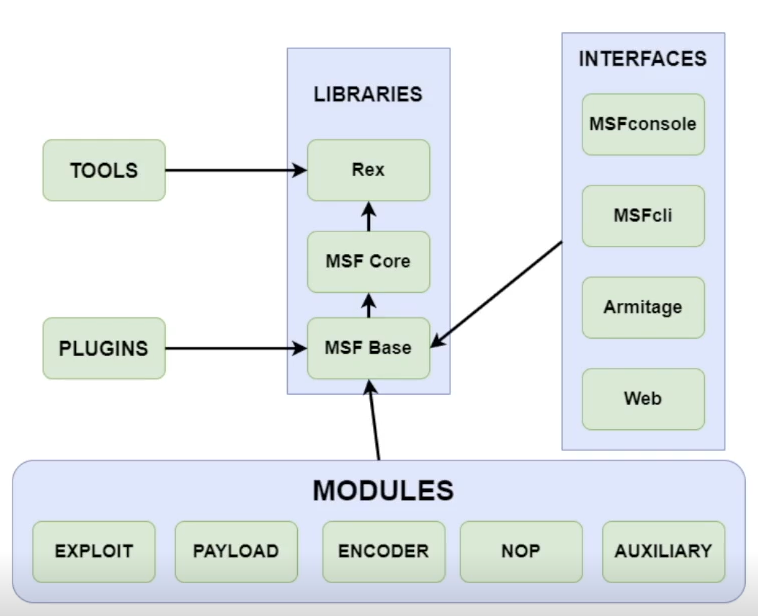 LIBRARIES
INTERFACES
TOOLS
Rex
MSF Core
PLUGINS
MSF Base
MSFconsole
MSFcli
Armitage
Web
MODULES
EXPLOIT
PAYLOAD
ENCODER
NOP
AUXILIARY